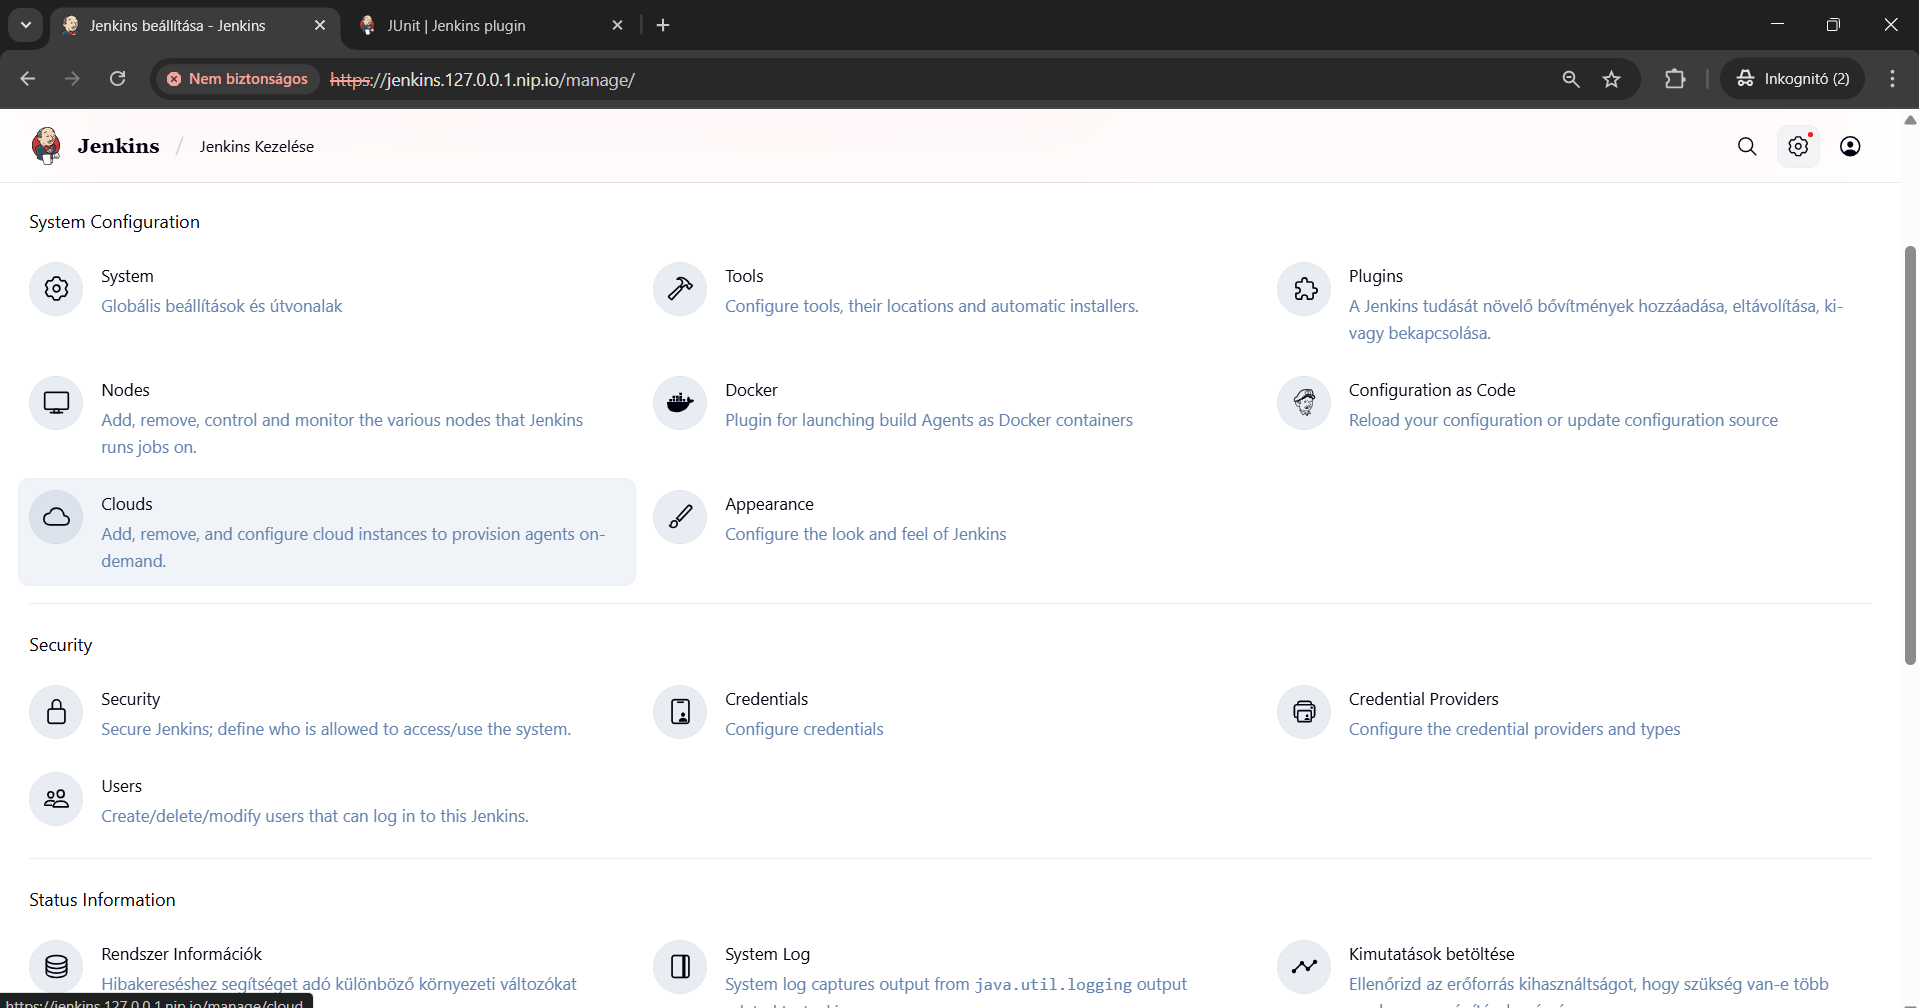 Jenkins beállítása - Jenkins
JUnit | Jenkins plugin
Nem biztonságos
https://jenkins.127.0.0.1.nip.io/manage/
Inkognitó (2)
Jenkins / Jenkins Kezelése
System Configuration
System
Globális beállítások és útvonalak
Tools
Configure tools, their locations and automatic installers.
Plugins
A Jenkins tudását növelő bővítmények hozzáadása, eltávolítása, ki-
vagy bekapcsolása.
Nodes
Add, remove, control and monitor the various nodes that Jenkins
runs jobs on.
Docker
Plugin for launching build Agents as Docker containers
Configuration as Code
Reload your configuration or update configuration source
Clouds
Add, remove, and configure cloud instances to provision agents on-
demand.
Appearance
Configure the look and feel of Jenkins
Security
Security
Secure Jenkins; define who is allowed to access/use the system.
Credentials
Configure credentials
Credential Providers
Configure the credential providers and types
Users
Create/delete/modify users that can log in to this Jenkins.
Status Information
Rendszer Információk
Hibakereséshez segítséget adó különböző környezeti változókat
System Log
System log captures output from java.util.logging output
Kimutatások betöltése
Ellenőrizd az erőforrás kihasználtságot, hogy szükség van-e több
https://jenkins.127.0.0.1.nip.io/manage/cloud